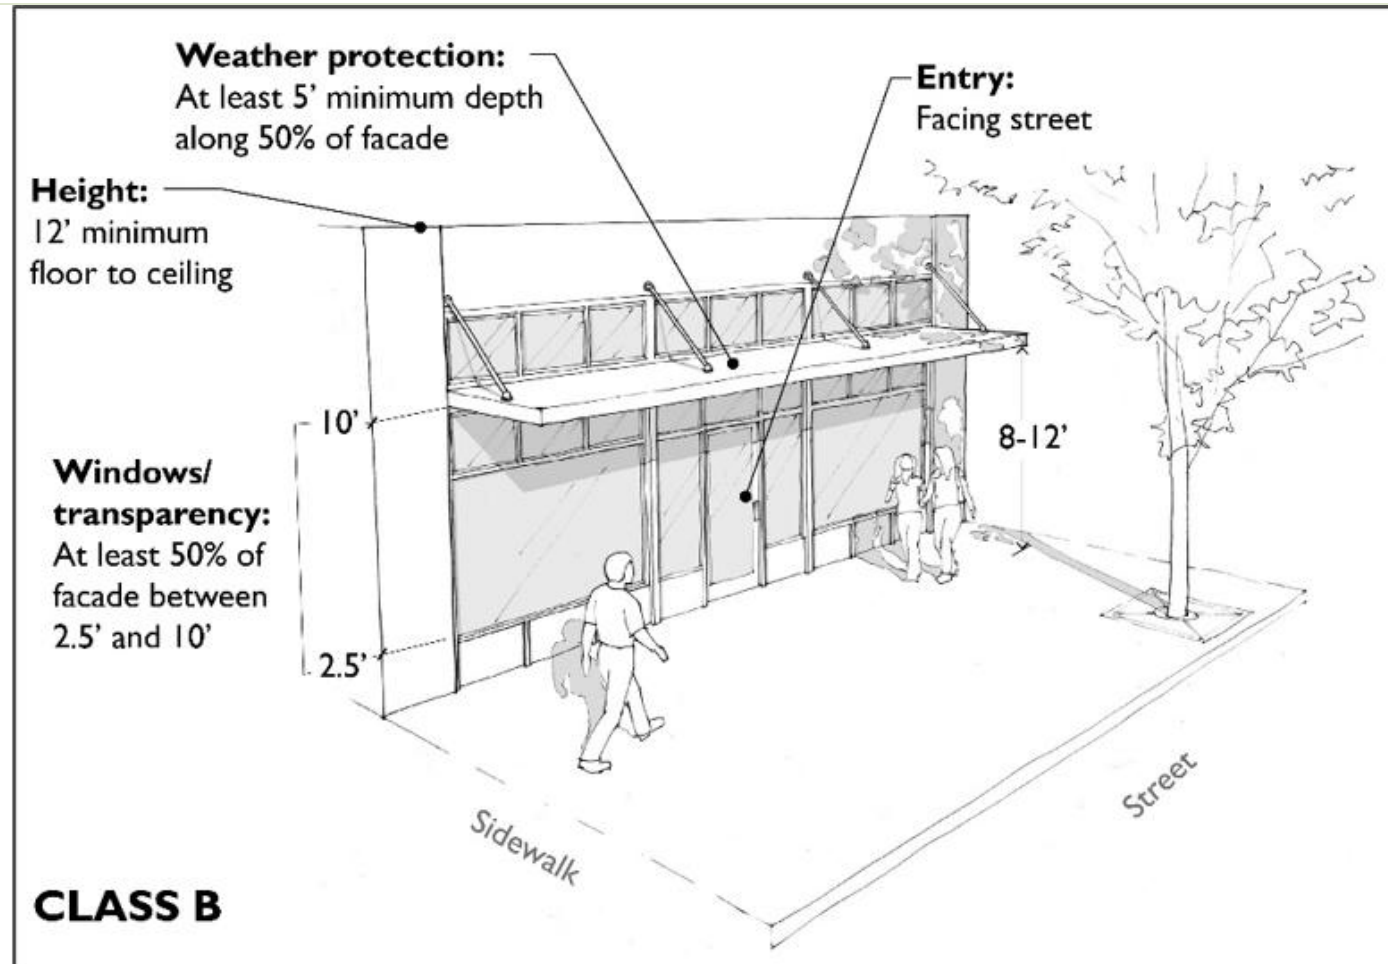 Weather protection:
At least 5' minimum depth
along 50% of facade
Entry:
Facing street
Height:
12' minimum
floor to ceiling
10'
8-12'
Windows/
transparency:
At least 50% of
facade between
2.5' and 10'
2.5'
Street
Sidewalk
CLASS B